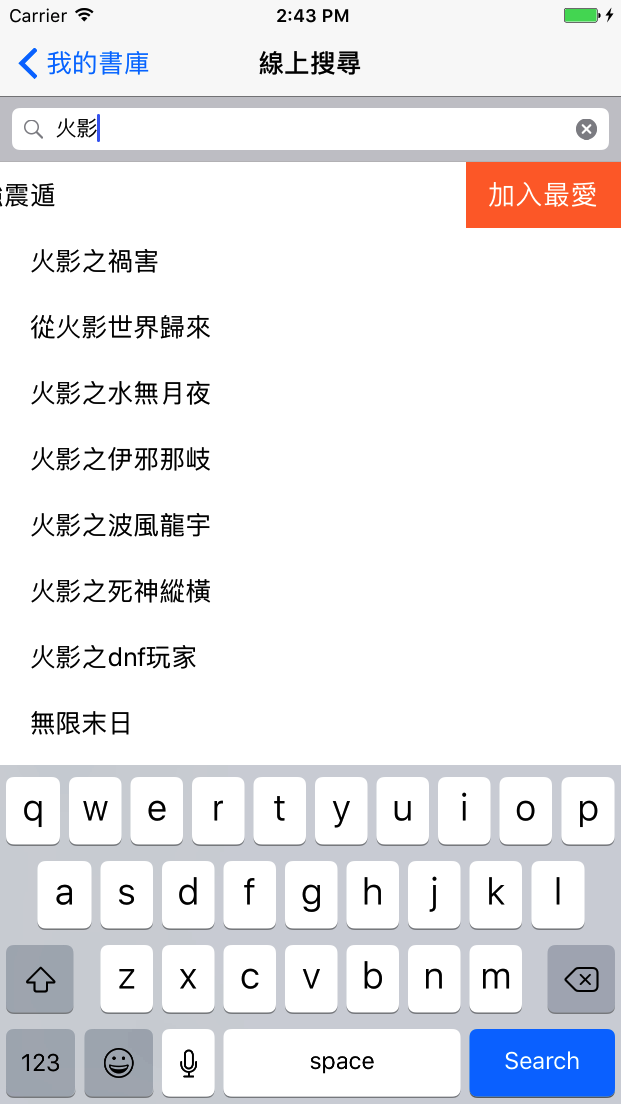 Carrier 2:43 PM
我的書庫 線上搜尋
火影
震遁 加入最愛
火影之禍害
從火影世界歸來
火影之水無月夜
火影之伊邪那岐
火影之波風龍宇
火影之死神縱橫
火影之dnf玩家
無限末日
q w e r t y u i o p
a s d f g h j k l
z x c v b n m
123 space Search